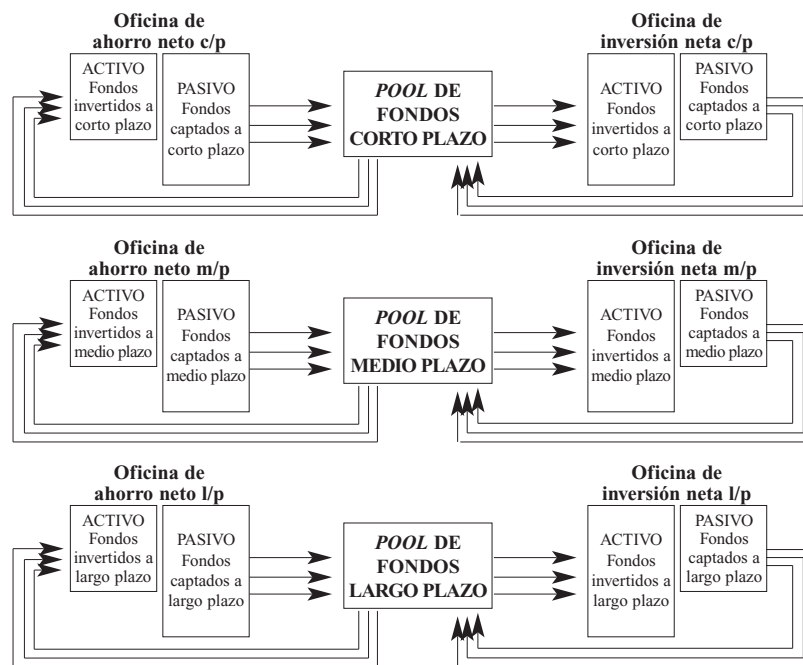 Oficina de
ahorro neto c/p
ACTIVO
Fondos
invertidos a
corto plazo
PASIVO
Fondos
captados a
corto plazo
POOL DE
FONDOS
CORTO PLAZO
Oficina de
inversión neta c/p
ACTIVO
Fondos
invertidos a
corto plazo
PASIVO
Fondos
captados a
corto plazo
Oficina de
ahorro neto m/p
ACTIVO
Fondos
invertidos a
medio plazo
PASIVO
Fondos
captados a
medio plazo
POOL DE
FONDOS
MEDIO PLAZO
Oficina de
inversión neta m/p
ACTIVO
Fondos
invertidos a
medio plazo
PASIVO
Fondos
captados a
medio plazo
Oficina de
ahorro neto l/p
ACTIVO
Fondos
invertidos a
largo plazo
PASIVO
Fondos
captados a
largo plazo
POOL DE
FONDOS
LARGO PLAZO
Oficina de
inversión neta l/p
ACTIVO
Fondos
invertidos a
largo plazo
PASIVO
Fondos
captados a
largo plazo